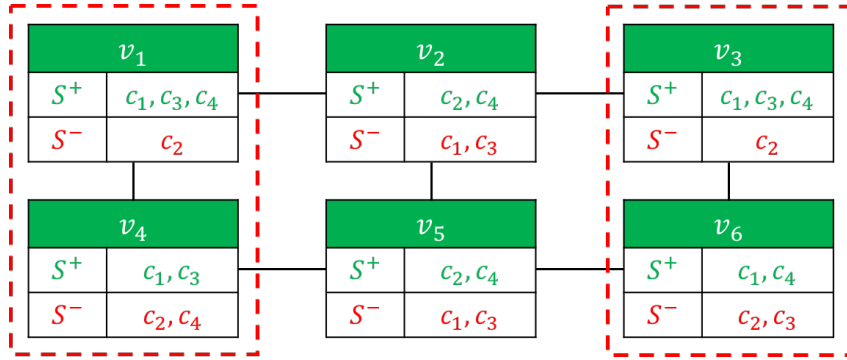 v₁ v₂ v₃
S⁺ c₁, c₃, c₄ S⁺ c₂, c₄ S⁺ c₁, c₃, c₄
S⁻ c₂ S⁻ c₁, c₃ S⁻ c₂
v₄ v₅ v₆
S⁺ c₁, c₃ S⁺ c₂, c₄ S⁺ c₁, c₄
S⁻ c₂, c₄ S⁻ c₁, c₃ S⁻ c₂, c₃